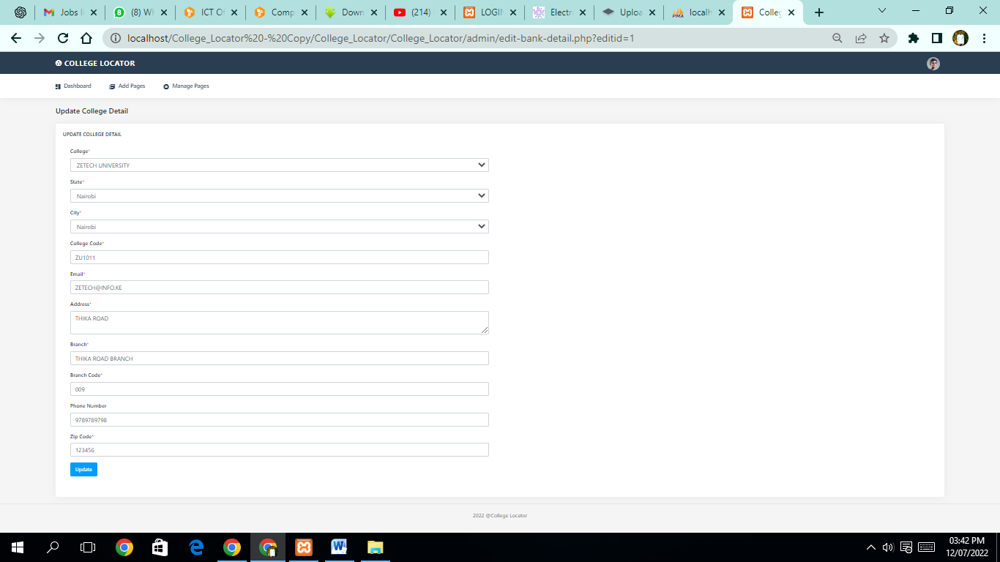 Jobs i
(8) Wh
ICT Of
Comp
Down
(214)
LOGIN
Electr
Uploa
localh
Colleg
localhost/College_Locator%20-%20Copy/College_Locator/College_Locator/admin/edit-bank-detail.php?editid=1
COLLEGE LOCATOR
Dashboard Add Pages Manage Pages
Update College Detail
UPDATE COLLEGE DETAIL
College*
ZETECH UNIVERSITY
State*
Nairobi
City*
Nairobi
College Code*
ZU1011
Email*
ZETECH@INFO.KE
Address*
THIKA ROAD
Branch*
THIKA ROAD BRANCH
Branch Code*
009
Phone Number
9789789798
Zip Code*
123456
Update
2022 @College Locator
03:42 PM
12/07/2022